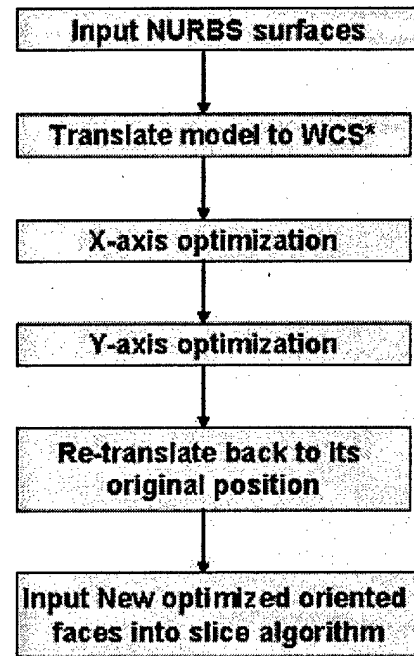 Input NURBS surfaces
Translate model to WCS*
X-axis optimization
Y-axis optimization
Re-translate back to its
original position
Input New optimized oriented
faces into slice algorithm